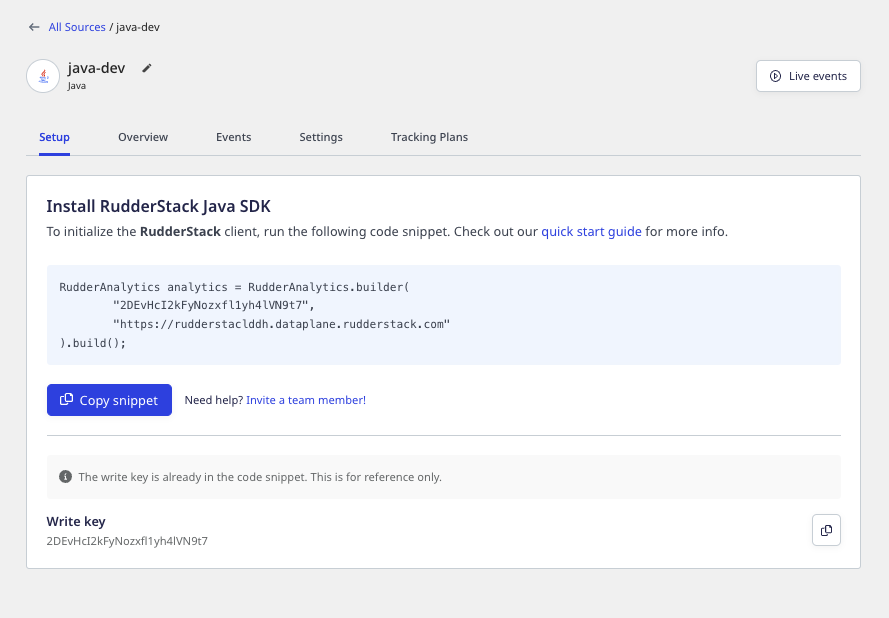 All Sources / java-dev
java-dev
Java
Live events
Setup Overview Events Settings Tracking Plans
Install RudderStack Java SDK
To initialize the RudderStack client, run the following code snippet. Check out our quick start guide for more info.
RudderAnalytics analytics = RudderAnalytics.builder(
"2DEvHcI2kFyNozxfl1yh4lVN9t7",
"https://rudderstaclddh.dataplane.rudderstack.com"
).build();
Copy snippet Need help? Invite a team member!
The write key is already in the code snippet. This is for reference only.
Write key
2DEvHcI2kFyNozxfl1yh4lVN9t7